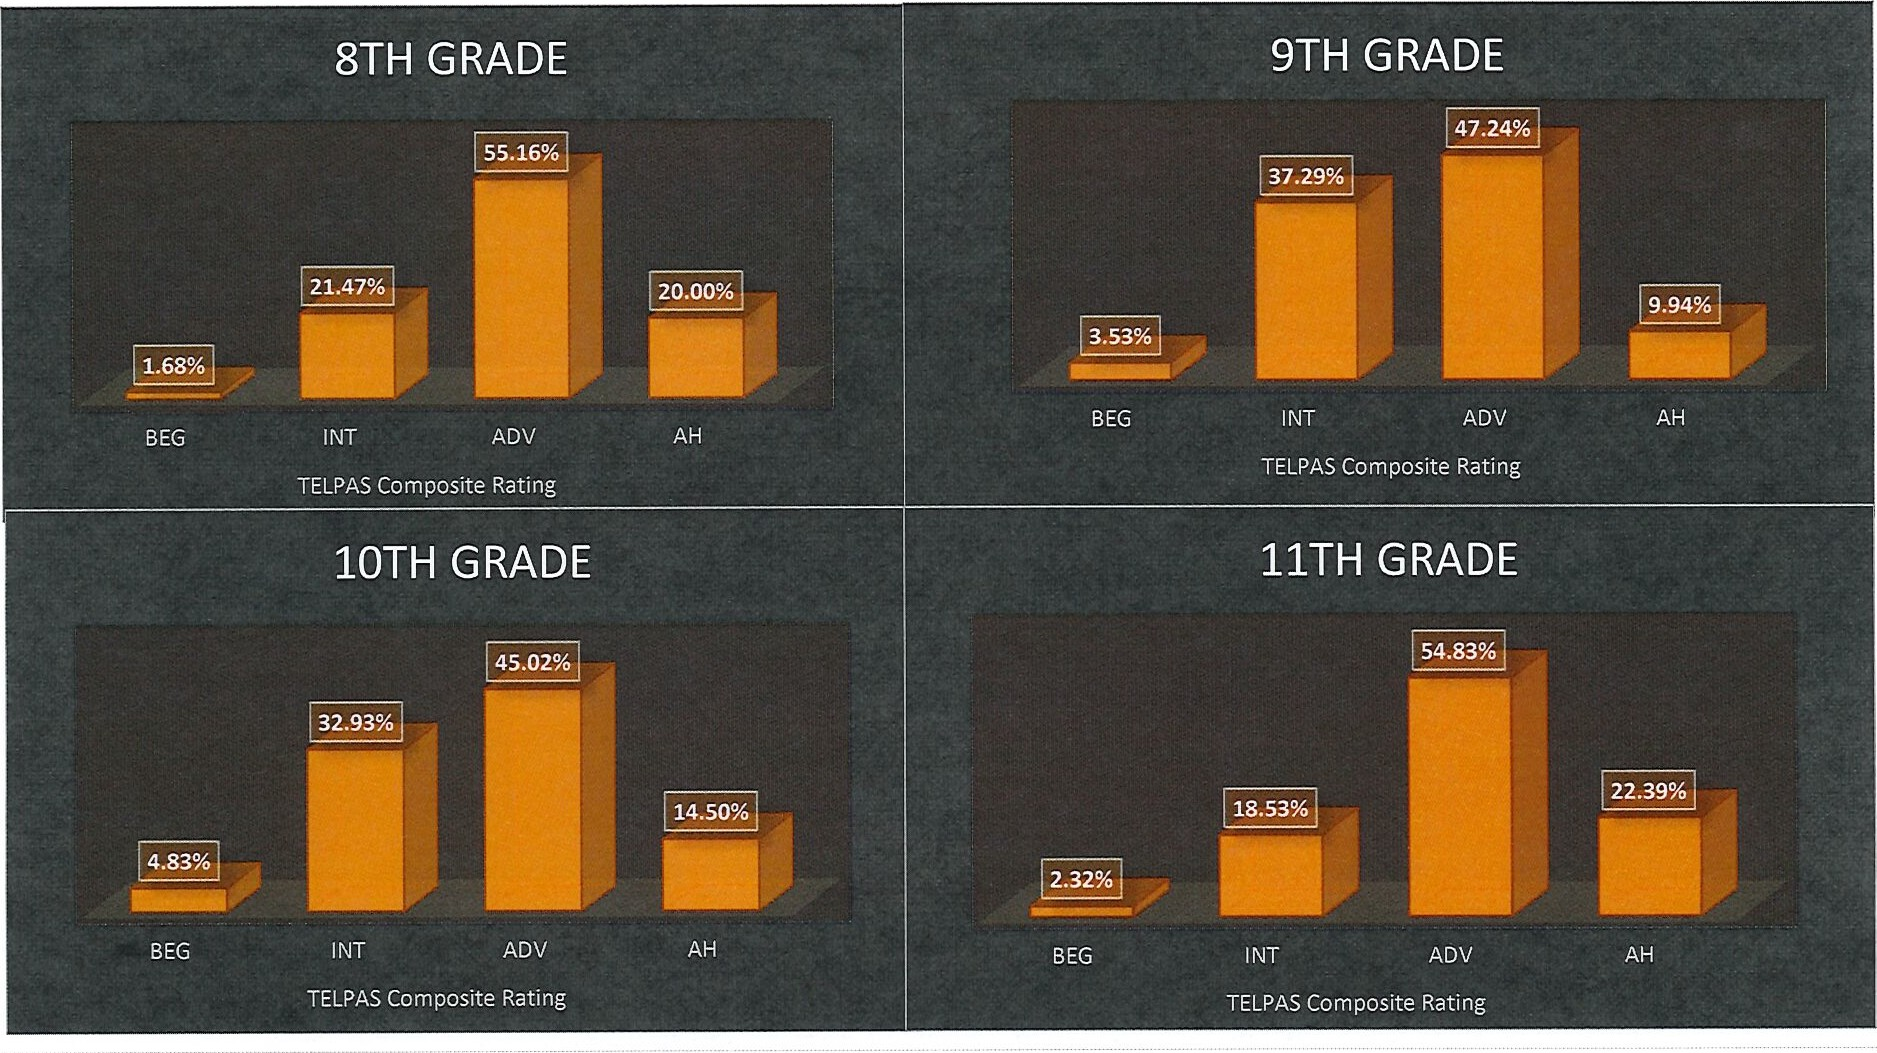 8TH GRADE
55.16%
21.47%
20.00%
1.68%
BEG INT ADV AH
TELPAS Composite Rating
9TH GRADE
47.24%
37.29%
9.94%
3.53%
BEG INT ADV AH
TELPAS Composite Rating
10TH GRADE
45.02%
32.93%
14.50%
4.83%
BEG INT ADV AH
TELPAS Composite Rating
11TH GRADE
54.83%
22.39%
18.53%
2.32%
BEG INT ADV AH
TELPAS Composite Rating